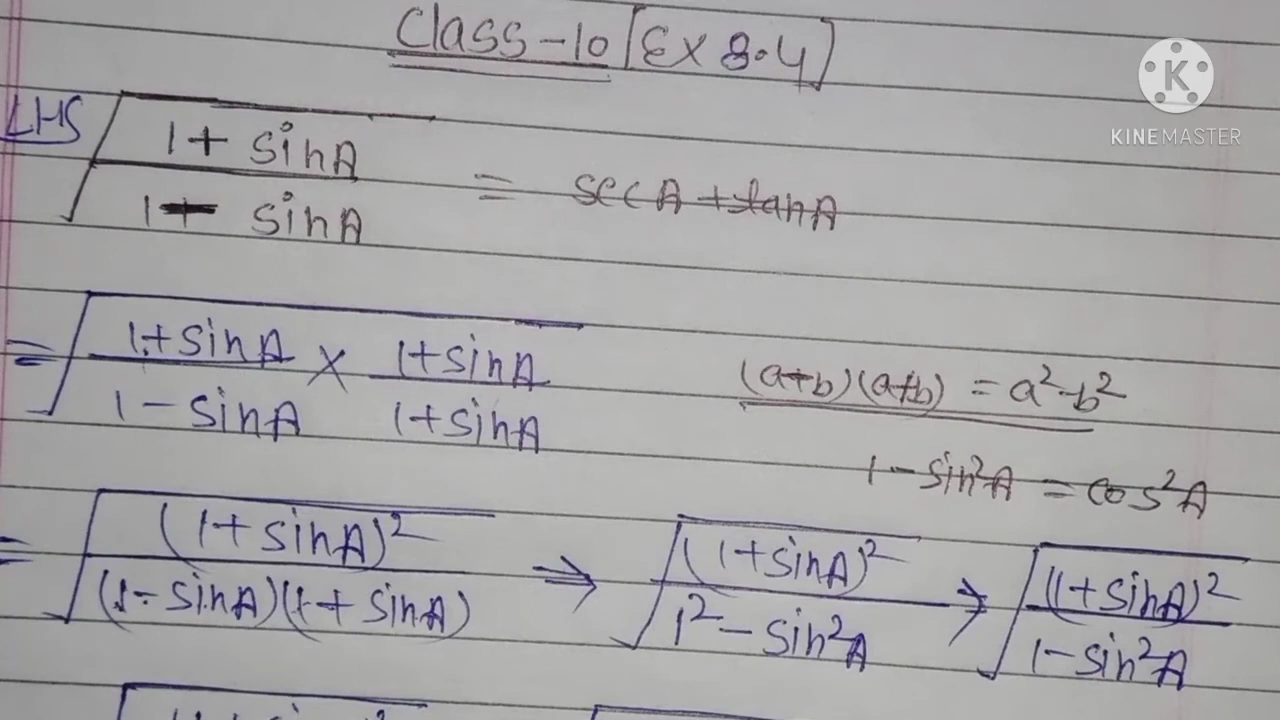 Class-10 [Ex 8.4]
K
KINEMASTER
LHS √((1 + sinA)/(1 - sinA)) = secA + tanA
= √((1+sinA)/(1-sinA) × (1+sinA)/(1+sinA))
(a-b)(a+b) = a²-b²
1-sin²A = cos²A
= √((1+sinA)²/((1-sinA)(1+sinA))) ⇒ √((1+sinA)²/(1²-sin²A)) ⇒ √((1+sinA)²/(1-sin²A))